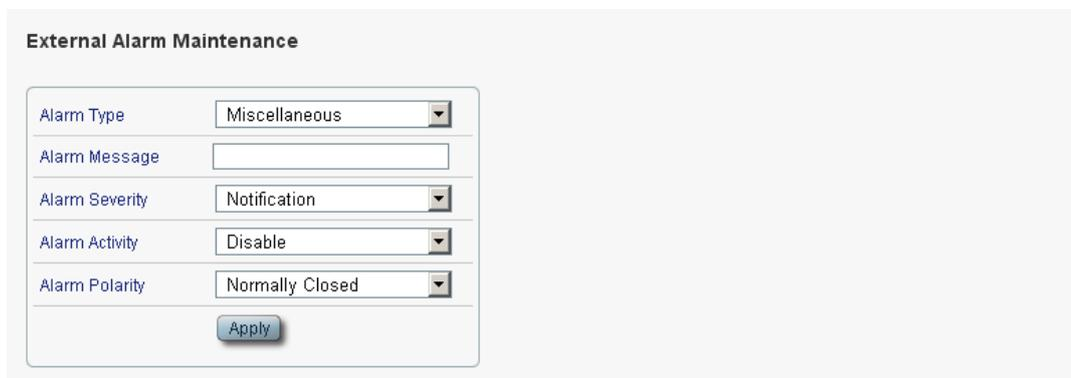 External Alarm Maintenance
Alarm Type Miscellaneous
Alarm Message
Alarm Severity Notification
Alarm Activity Disable
Alarm Polarity Normally Closed
Apply